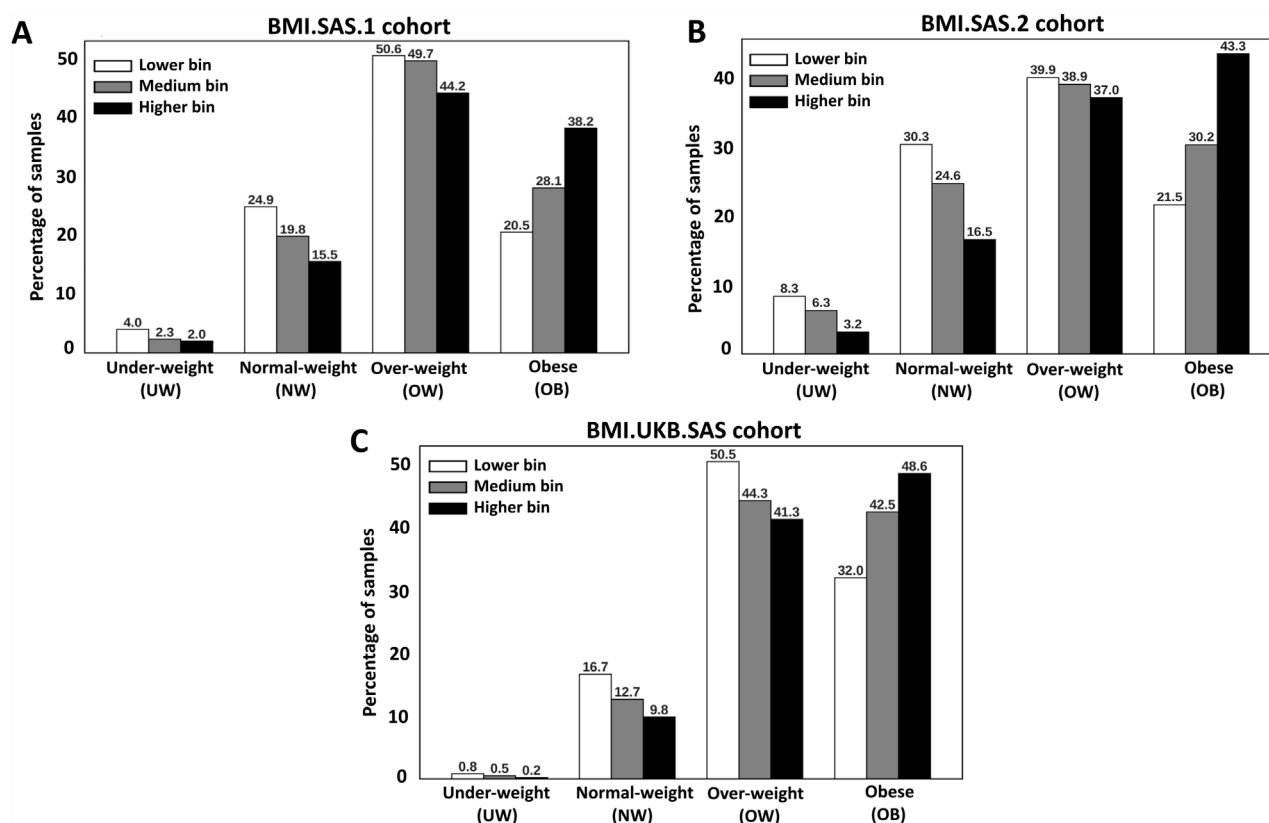 A
BMI.SAS.1 cohort
Percentage of samples
50
40
30
20
10
0
Lower bin
Medium bin
Higher bin
4.0
2.3
2.0
24.9
19.8
15.5
50.6
49.7
44.2
20.5
28.1
38.2
Under-weight
(UW)
Normal-weight
(NW)
Over-weight
(OW)
Obese
(OB)
B
BMI.SAS.2 cohort
Percentage of samples
40
30
20
10
0
Lower bin
Medium bin
Higher bin
8.3
6.3
3.2
30.3
24.6
16.5
39.9
38.9
37.0
21.5
30.2
43.3
Under-weight
(UW)
Normal-weight
(NW)
Over-weight
(OW)
Obese
(OB)
C
BMI.UKB.SAS cohort
Percentage of samples
50
40
30
20
10
0
Lower bin
Medium bin
Higher bin
0.8
0.5
0.2
16.7
12.7
9.8
50.5
44.3
41.3
32.0
42.5
48.6
Under-weight
(UW)
Normal-weight
(NW)
Over-weight
(OW)
Obese
(OB)